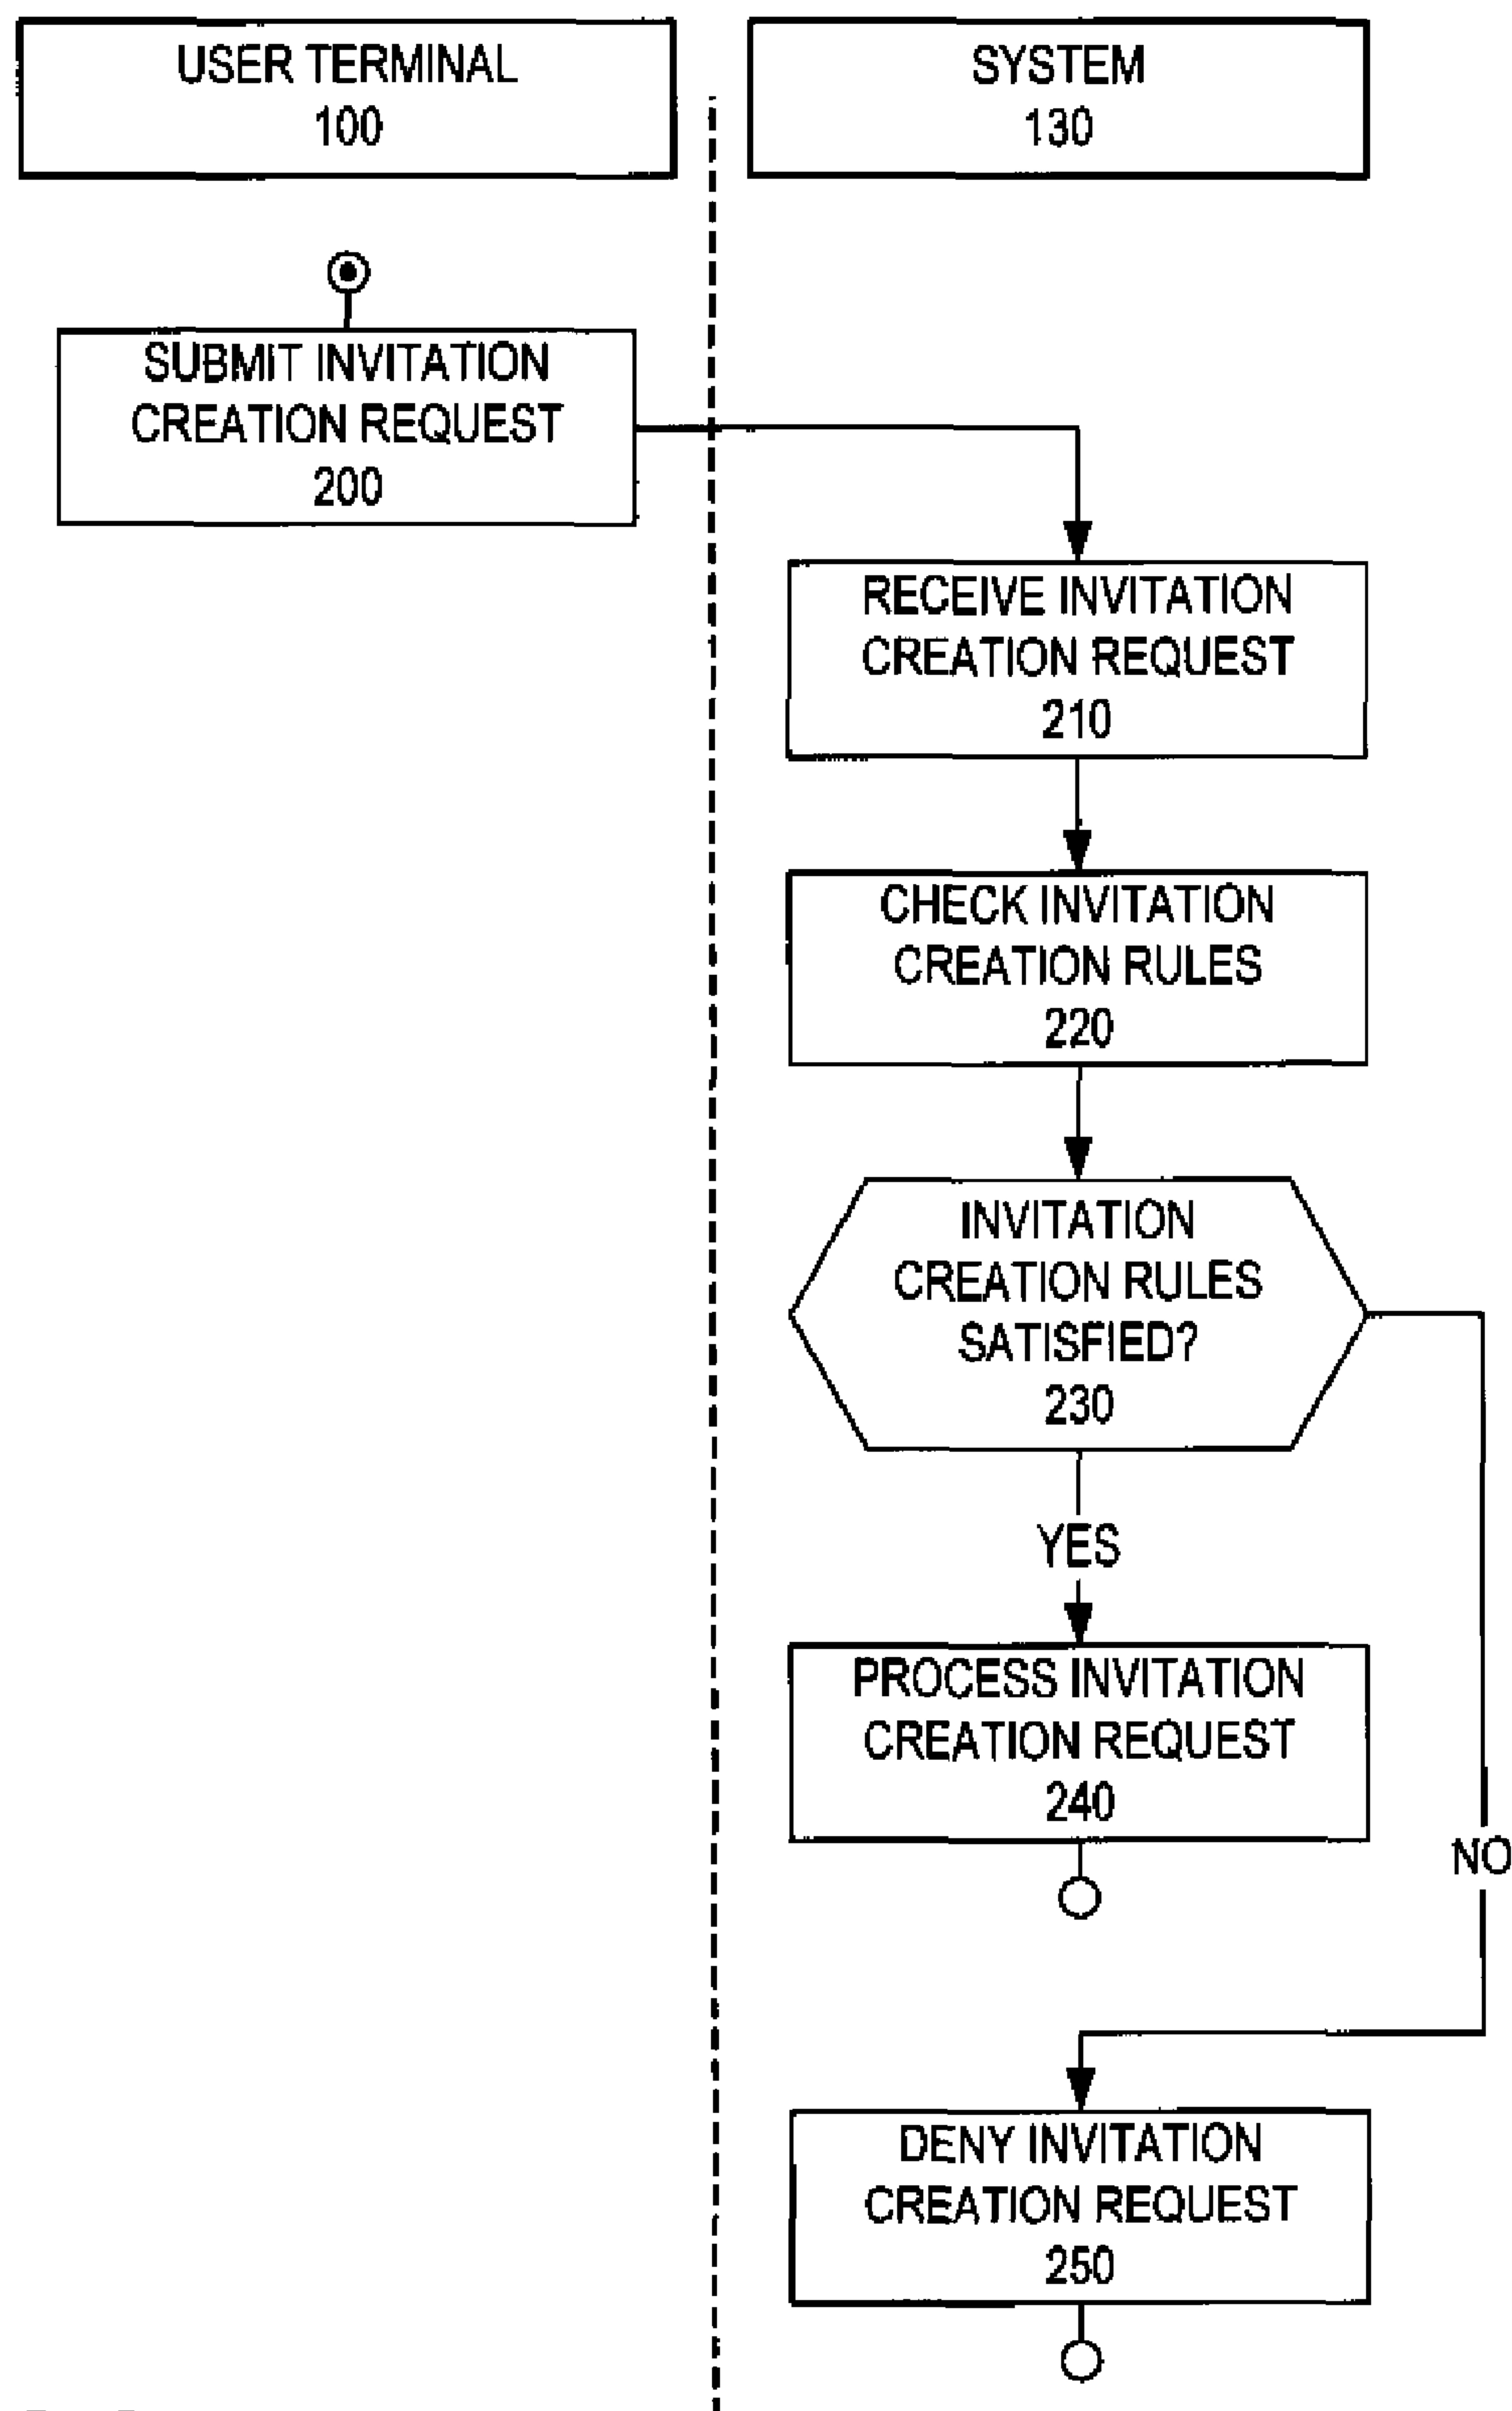 USER TERMINAL
100
SYSTEM
130
SUBMIT INVITATION
CREATION REQUEST
200
RECEIVE INVITATION
CREATION REQUEST
210
CHECK INVITATION
CREATION RULES
220
INVITATION
CREATION RULES
SATISFIED?
230
YES
PROCESS INVITATION
CREATION REQUEST
240
NO
DENY INVITATION
CREATION REQUEST
250